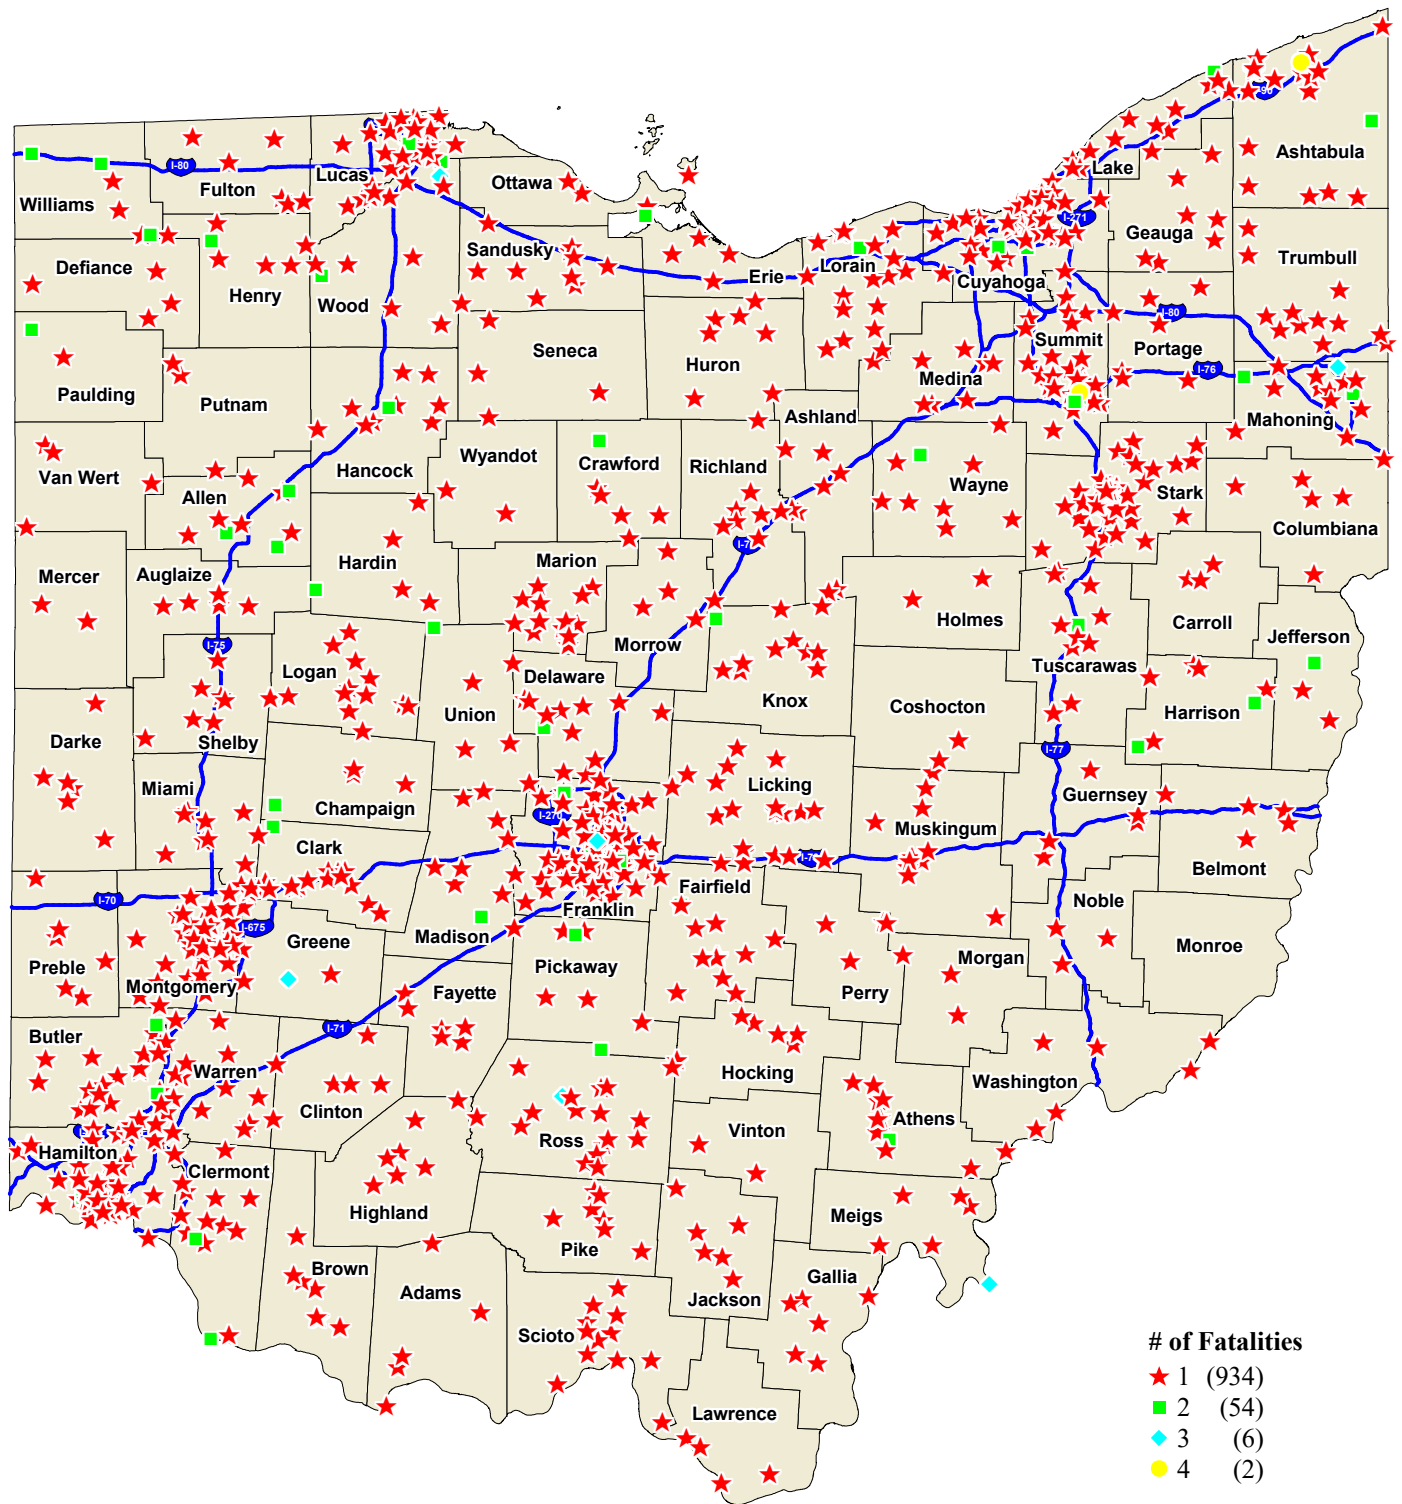 I-90
Lake
Ashtabula
I-80
Lucas
Fulton
Ottawa
Williams
I-271
Geauga
Sandusky
Trumbull
Defiance
Lorain
Erie
Cuyahoga
Henry
Wood
I-80
Summit
Portage
Seneca
Huron
I-76
Medina
Paulding
Putnam
Ashland
Mahoning
Wyandot
Crawford
Richland
Hancock
Van Wert
Wayne
Stark
Allen
Columbiana
I-7
Hardin
Marion
Auglaize
Mercer
Holmes
Carroll
Jefferson
I-75
Morrow
Logan
Tuscarawas
Delaware
Knox
Coshocton
Harrison
Union
Darke
Shelby
I-77
Miami
Licking
Guernsey
Champaign
I-270
Muskingum
Clark
I-7
Belmont
Fairfield
I-70
Noble
Franklin
I-675
Greene
Madison
Monroe
Preble
Pickaway
Morgan
Montgomery
Fayette
Perry
I-71
Butler
Warren
Hocking
Washington
Clinton
Athens
Vinton
Ross
Hamilton
Clermont
Highland
Meigs
Pike
Brown
Gallia
Adams
Jackson
Scioto
Lawrence
# of Fatalities
1 (934)
2 (54)
3 (6)
4 (2)